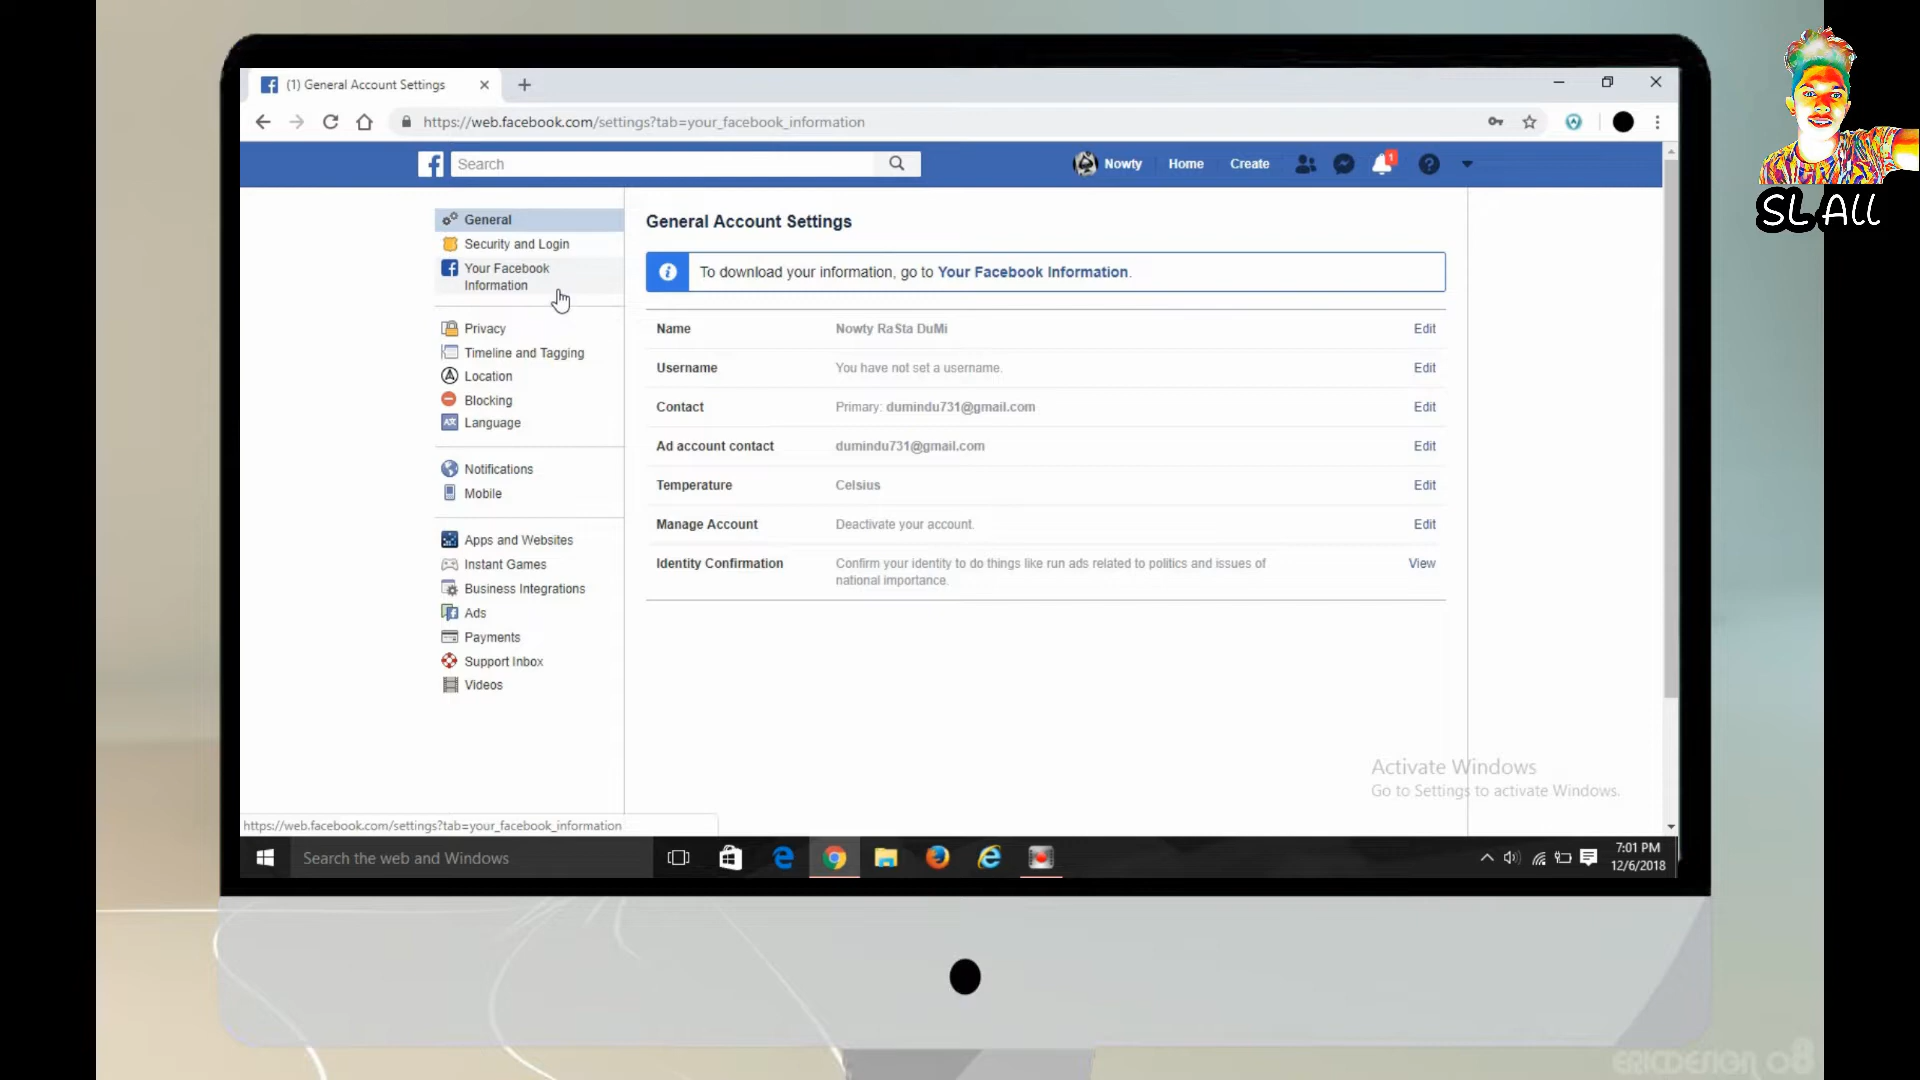 (1) General Account Settings
https://web.facebook.com/settings?tab=your_facebook_information
Search
Nowty
Home
Create
1
SL ALL
General
Security and Login
Your Facebook
Information
Privacy
Timeline and Tagging
Location
Blocking
Language
Notifications
Mobile
Apps and Websites
Instant Games
Business Integrations
Ads
Payments
Support Inbox
Videos
General Account Settings
To download your information, go to Your Facebook Information.
Name Nowty RaSta DuMi Edit
Username You have not set a username. Edit
Contact Primary: dumindu731@gmail.com Edit
Ad account contact dumindu731@gmail.com Edit
Temperature Celsius Edit
Manage Account Deactivate your account. Edit
Identity Confirmation Confirm your identity to do things like run ads related to politics and issues of View
national importance.
Activate Windows
Go to Settings to activate Windows.
https://web.facebook.com/settings?tab=your_facebook_information
Search the web and Windows
7:01 PM
12/6/2018
ERICDESIGN 08